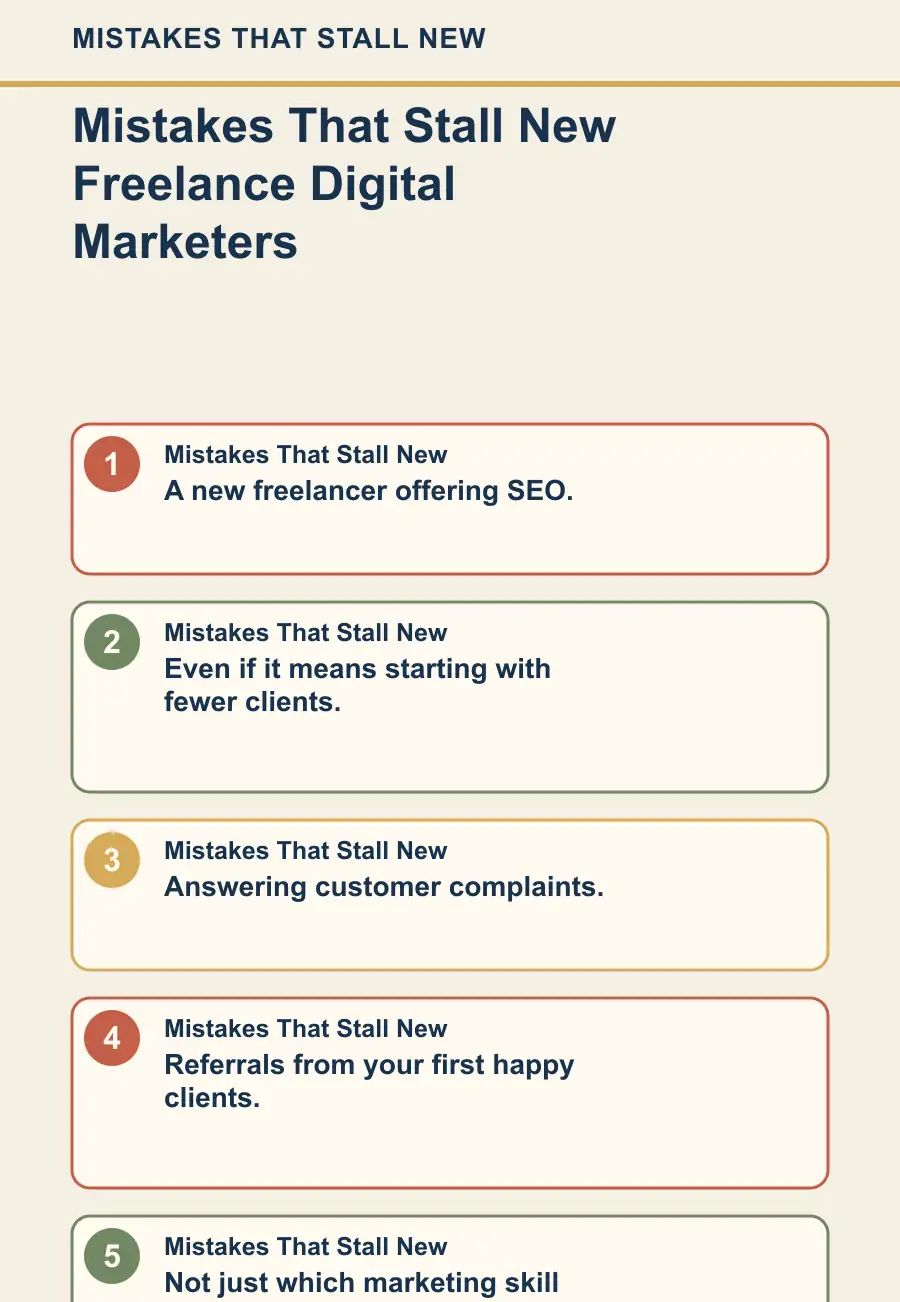 MISTAKES THAT STALL NEW
Mistakes That Stall New
Freelance Digital
Marketers
1
Mistakes That Stall New
A new freelancer offering SEO.
2
Mistakes That Stall New
Even if it means starting with
fewer clients.
3
Mistakes That Stall New
Answering customer complaints.
4
Mistakes That Stall New
Referrals from your first happy
clients.
5
Mistakes That Stall New
Not just which marketing skill